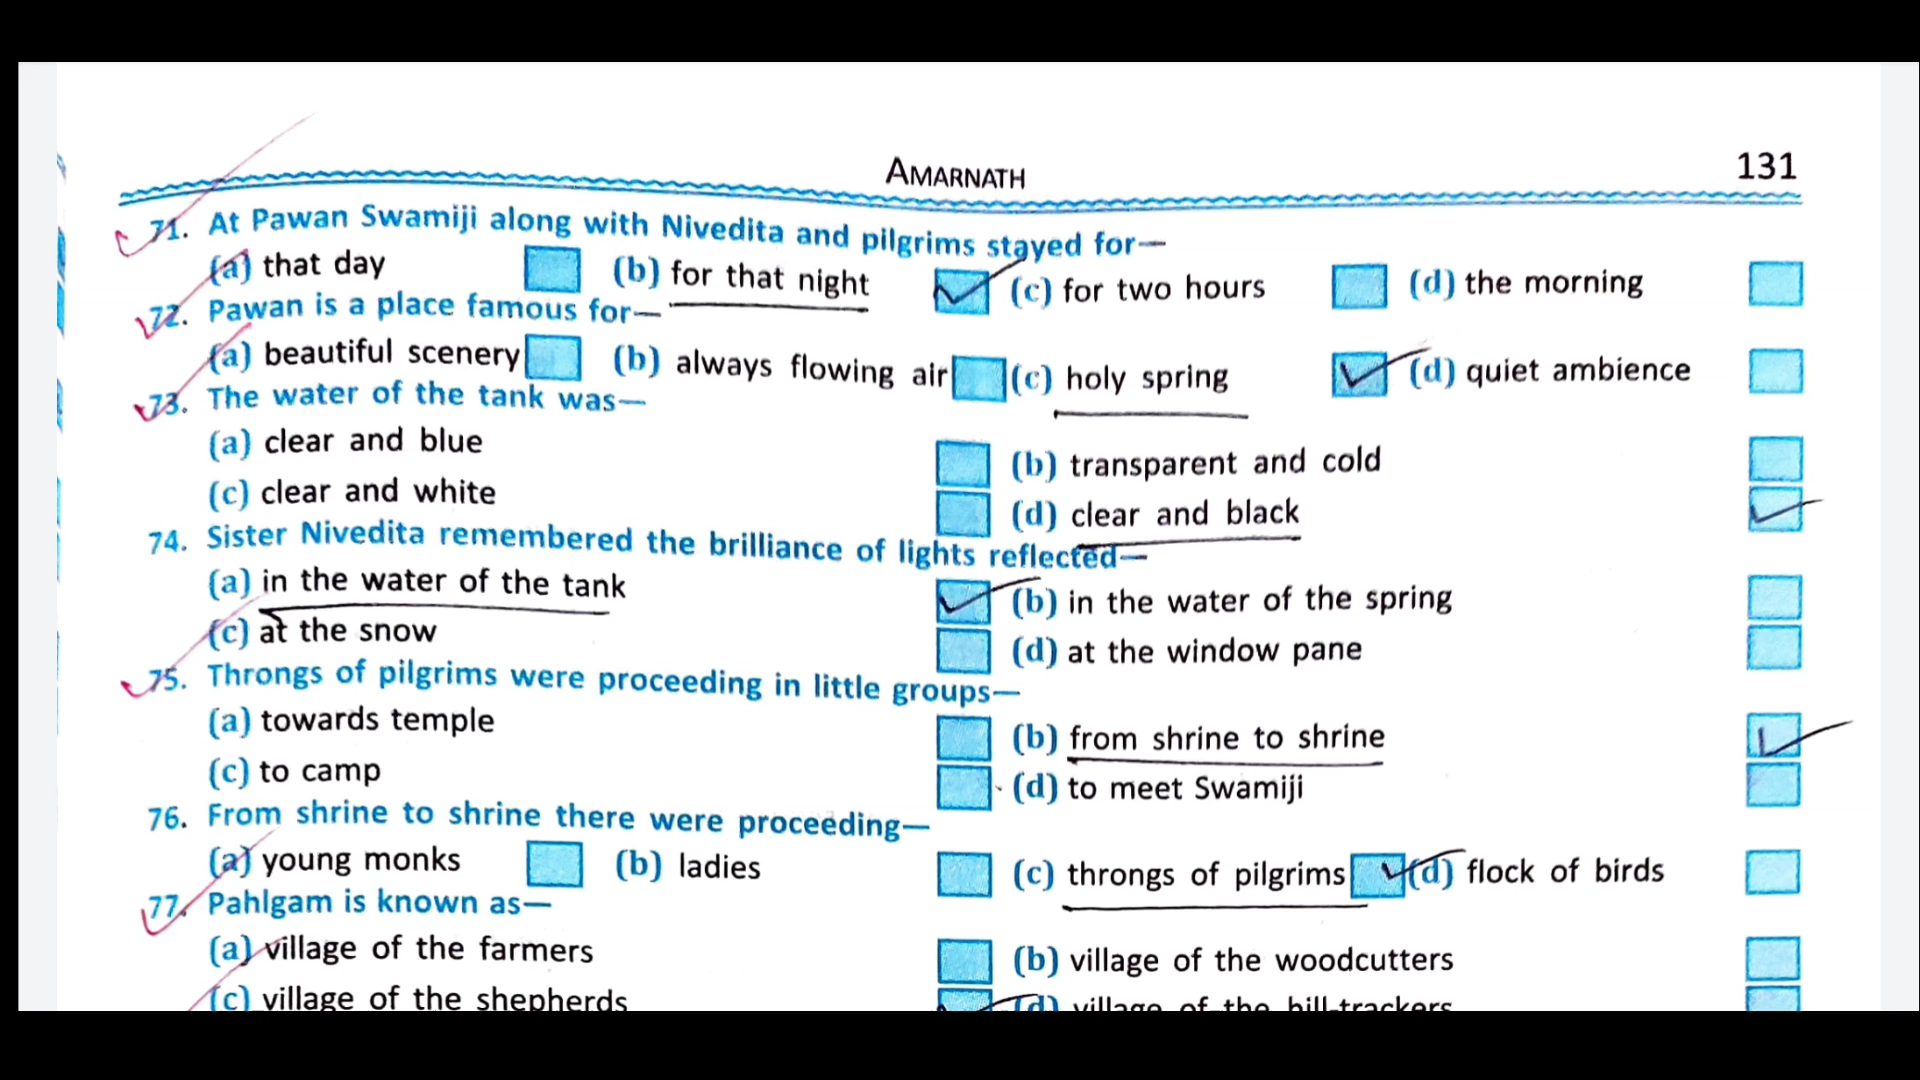 AMARNATH 131
71. At Pawan Swamiji along with Nivedita and pilgrims stayed for—
(a) that day (b) for that night (c) for two hours (d) the morning
72. Pawan is a place famous for—
(a) beautiful scenery (b) always flowing air (c) holy spring (d) quiet ambience
73. The water of the tank was—
(a) clear and blue (b) transparent and cold
(c) clear and white (d) clear and black
74. Sister Nivedita remembered the brilliance of lights reflected—
(a) in the water of the tank (b) in the water of the spring
(c) at the snow (d) at the window pane
75. Throngs of pilgrims were proceeding in little groups—
(a) towards temple (b) from shrine to shrine
(c) to camp (d) to meet Swamiji
76. From shrine to shrine there were proceeding—
(a) young monks (b) ladies (c) throngs of pilgrims (d) flock of birds
77. Pahlgam is known as—
(a) village of the farmers (b) village of the woodcutters
(c) village of the shepherds (d) village of the hill-trackers